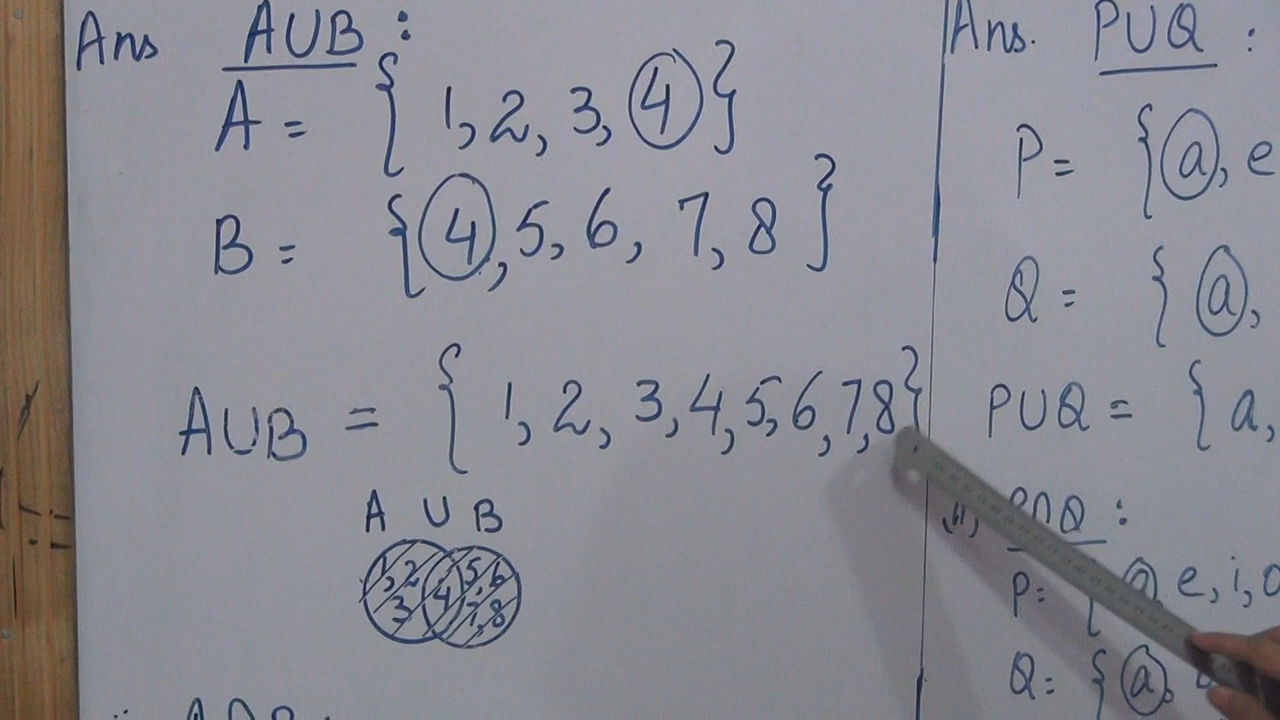 Ans AUB :
A = { 1, 2, 3, 4 }
B = { 4, 5, 6, 7, 8 }
AUB = { 1, 2, 3, 4, 5, 6, 7, 8 }
A U B
1, 2
3
4
5, 6
7, 8
A∩B :
Ans. PUQ :
P = { a, e
Q = { a,
PUQ = { a,
P∩Q :
P = { a, e, i, o
Q = { a,